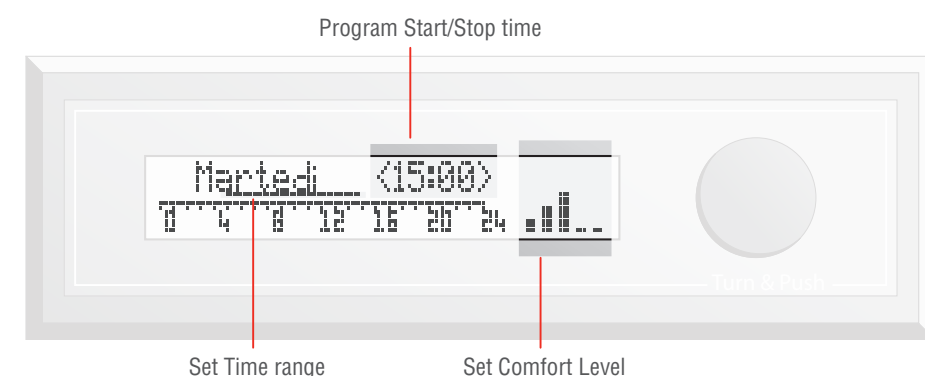 Program Start/Stop time
Martedi <15:00>
0 4 8 12 16 20 24
Turn & Push
Set Time range
Set Comfort Level